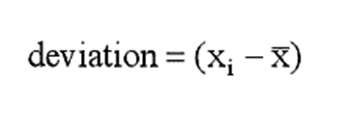 deviation = (xᵢ − x̅)